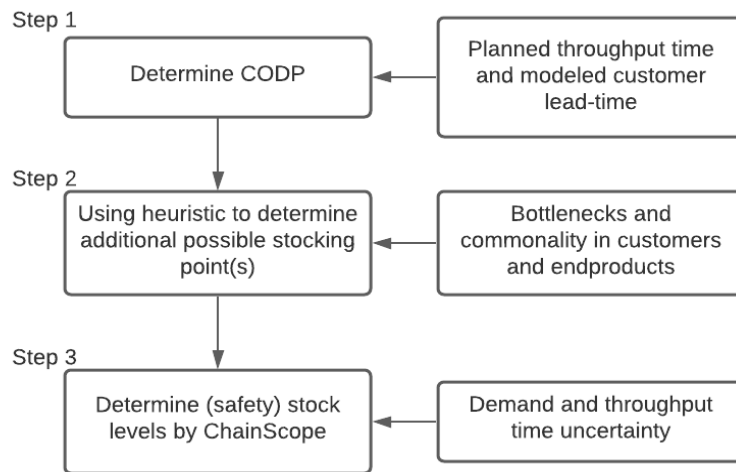 Step 1
Determine CODP
Planned throughput time
and modeled customer
lead-time
Step 2
Using heuristic to determine
additional possible stocking
point(s)
Bottlenecks and
commonality in customers
and endproducts
Step 3
Determine (safety) stock
levels by ChainScope
Demand and throughput
time uncertainty